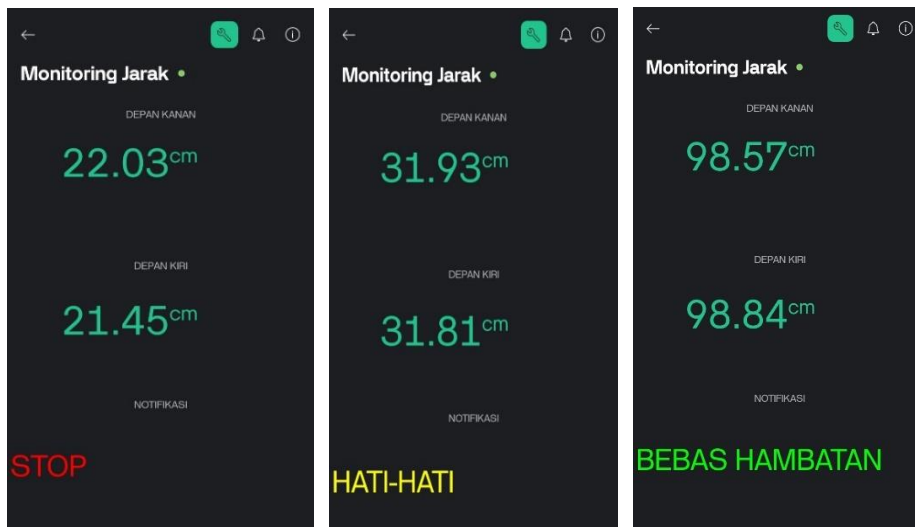 Monitoring Jarak
DEPAN KANAN
22.03cm
DEPAN KIRI
21.45cm
NOTIFIKASI
STOP
Monitoring Jarak
DEPAN KANAN
31.93cm
DEPAN KIRI
31.81cm
NOTIFIKASI
HATI-HATI
Monitoring Jarak
DEPAN KANAN
98.57cm
DEPAN KIRI
98.84cm
NOTIFIKASI
BEBAS HAMBATAN